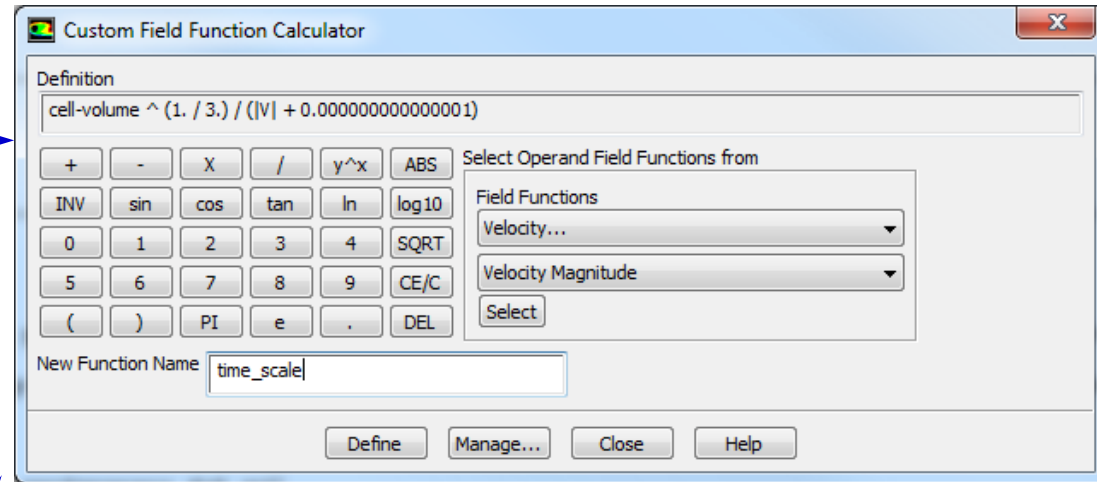 Custom Field Function Calculator
Definition
cell-volume ^ (1. / 3.) / (|V| + 0.000000000000001)
+ - X / y^x ABS
INV sin cos tan ln log10
0 1 2 3 4 SQRT
5 6 7 8 9 CE/C
( ) PI e . DEL
Select Operand Field Functions from
Field Functions
Velocity...
Velocity Magnitude
Select
New Function Name time_scale
Define Manage... Close Help